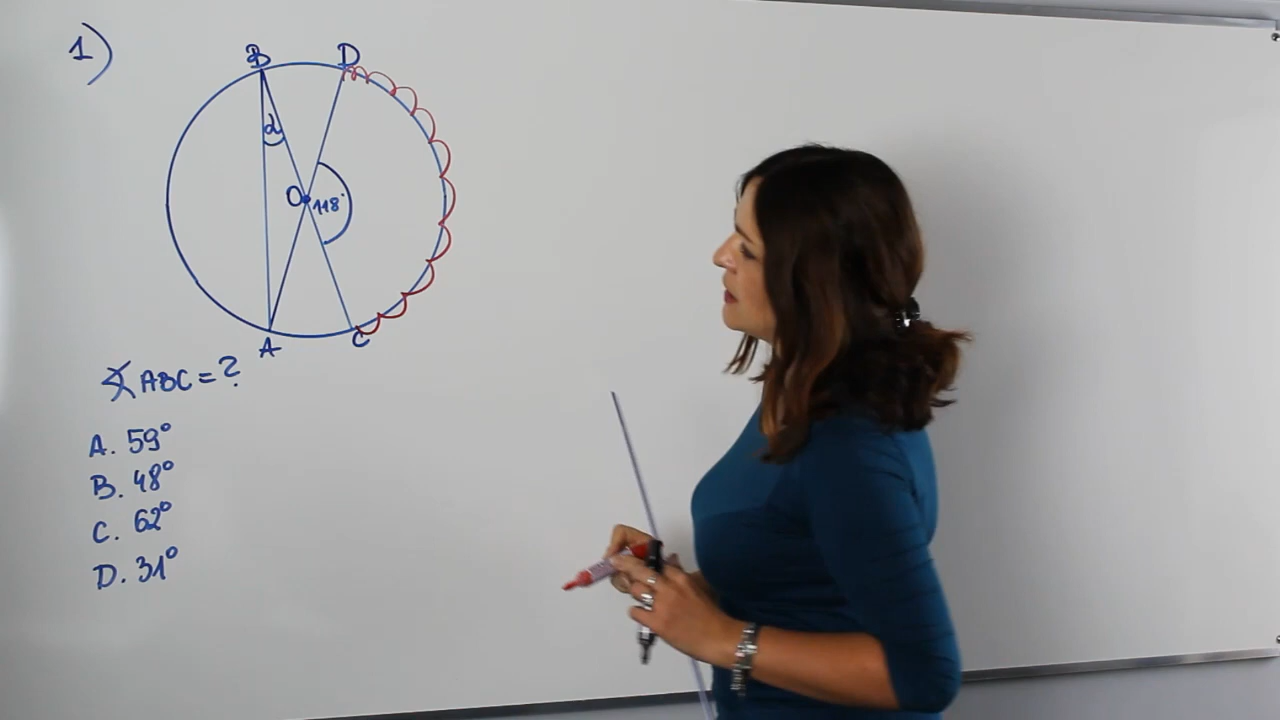 1)
B D
α
O 118°
A C
∡ABC = ?
A. 59°
B. 48°
C. 62°
D. 31°